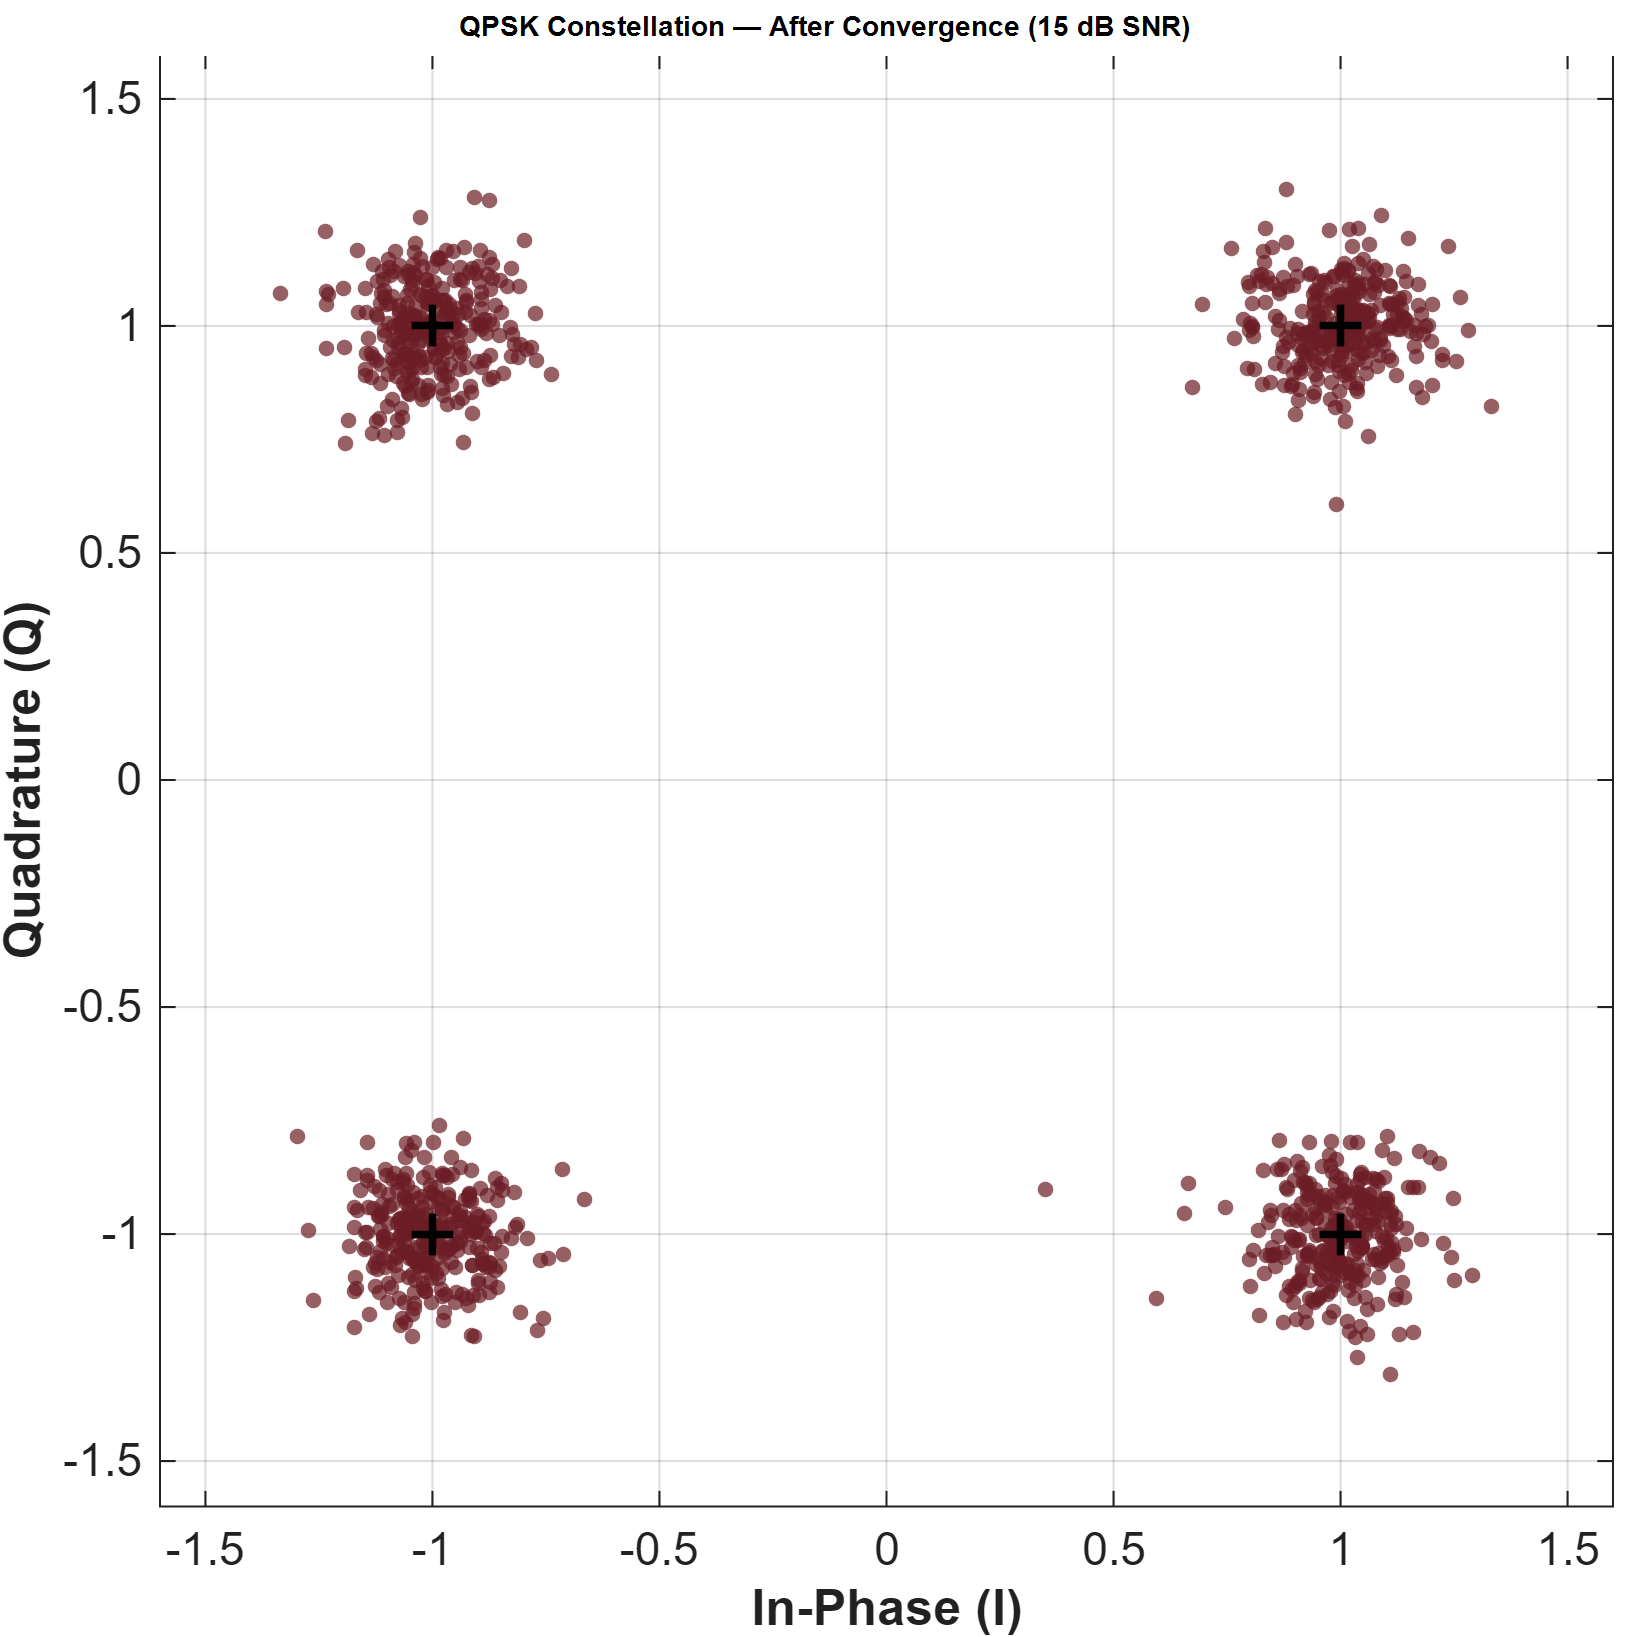 QPSK Constellation — After Convergence (15 dB SNR)
1.5
1
0.5
0
-0.5
-1
-1.5
Quadrature (Q)
-1.5 -1 -0.5 0 0.5 1 1.5
In-Phase (I)